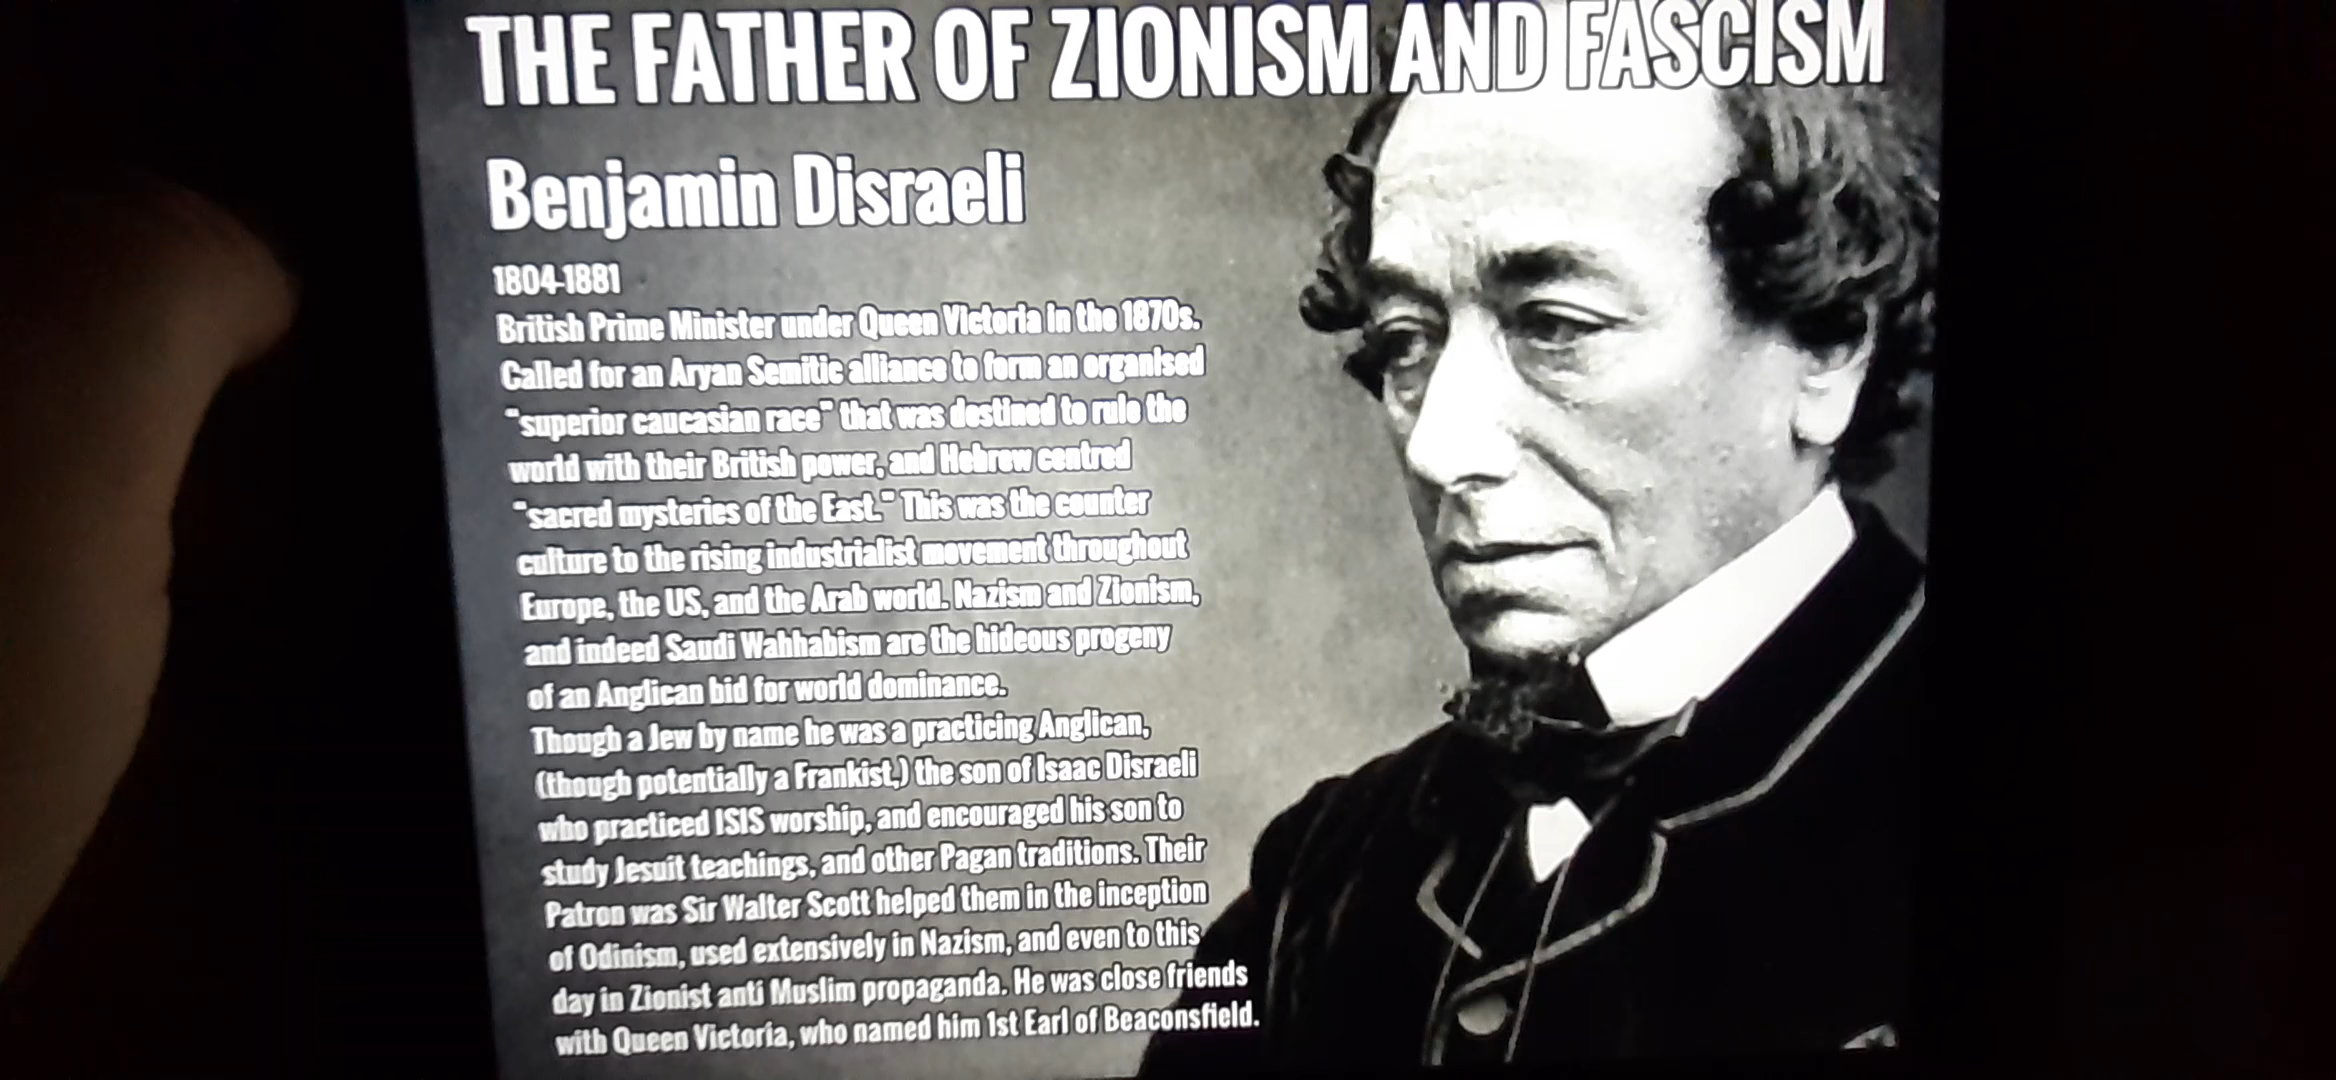 THE FATHER OF ZIONISM AND FASCISM
Benjamin Disraeli
1804-1881
British Prime Minister under Queen Victoria in the 1870s.
Called for an Aryan Semitic alliance to form an organised
"superior caucasian race" that was destined to rule the
world with their British power, and Hebrew centred
"sacred mysteries of the East." This was the counter
culture to the rising industrialist movement throughout
Europe, the US, and the Arab world. Nazism and Zionism,
and indeed Saudi Wahhabism are the hideous progeny
of an Anglican bid for world dominance.
Though a Jew by name he was a practicing Anglican,
(though potentially a Frankist,) the son of Isaac Disraeli
who practiced ISIS worship, and encouraged his son to
study Jesuit teachings, and other Pagan traditions. Their
Patron was Sir Walter Scott helped them in the inception
of Odinism, used extensively in Nazism, and even to this
day in Zionist anti Muslim propaganda. He was close friends
with Queen Victoria, who named him 1st Earl of Beaconsfield.